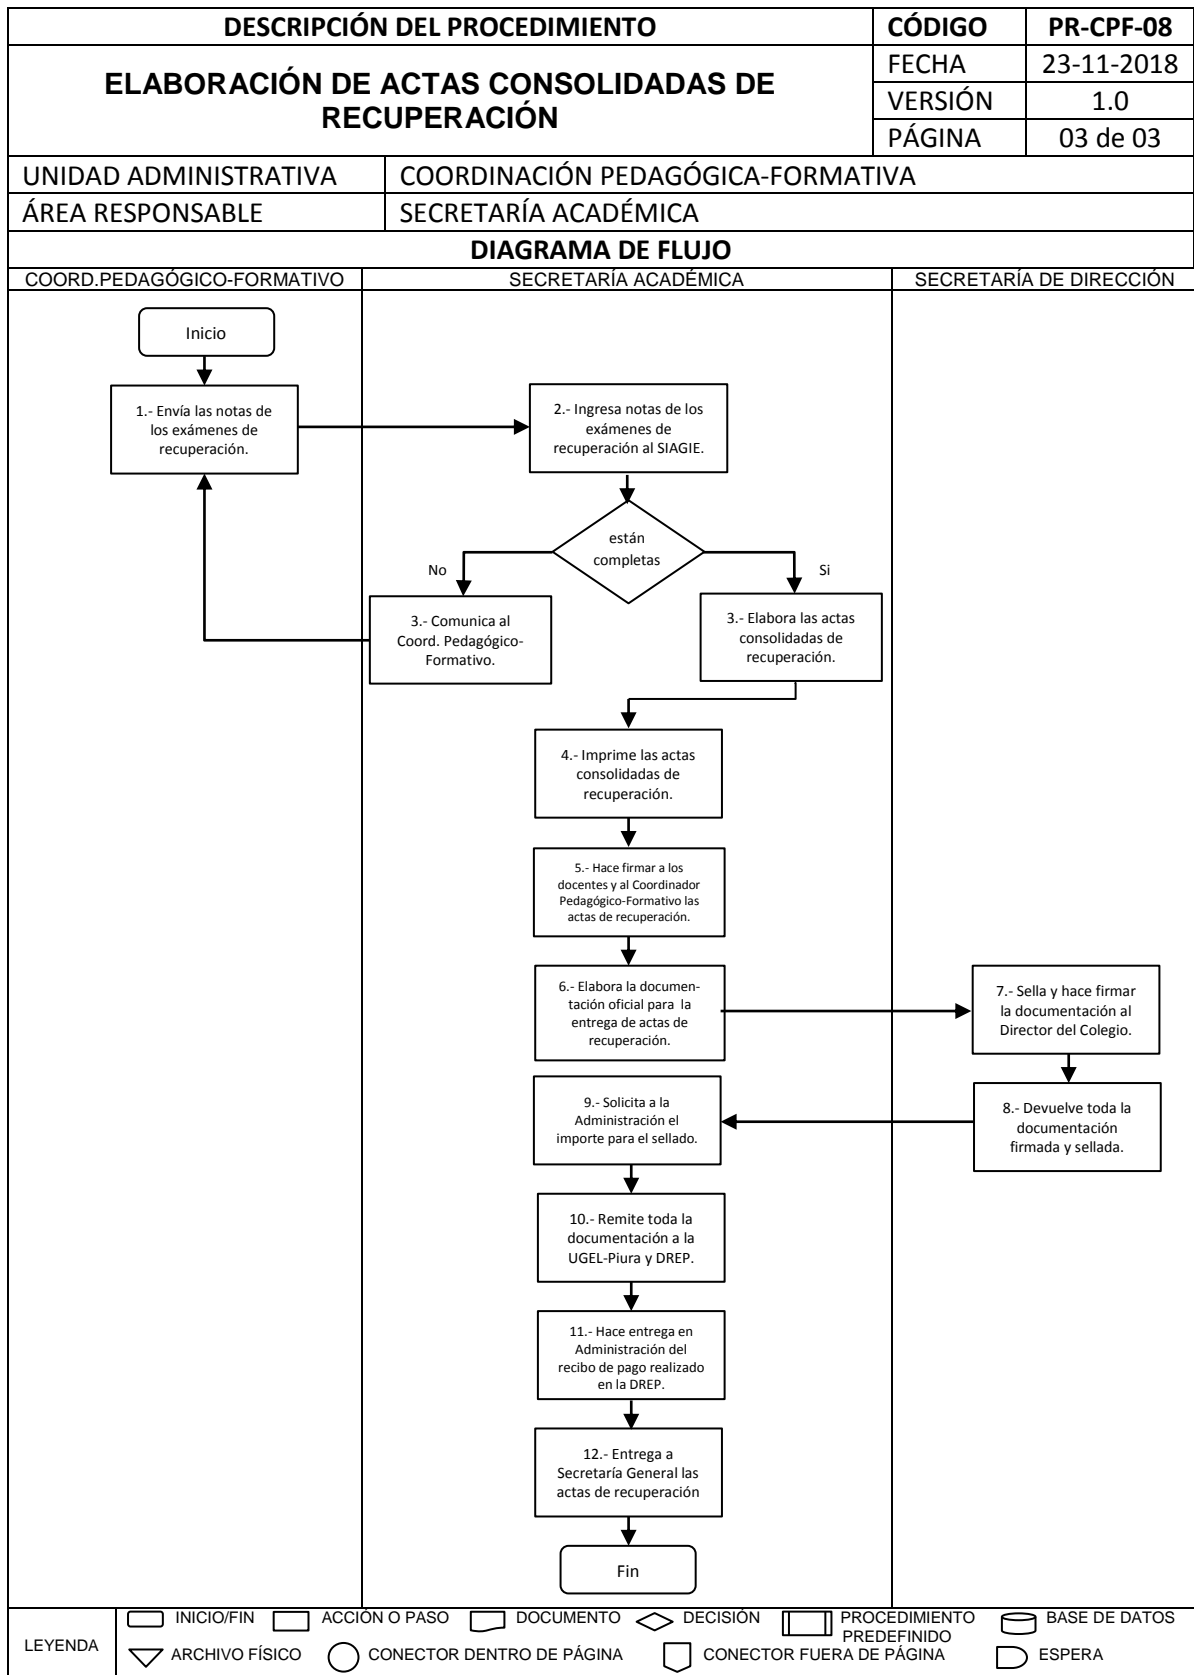 DESCRIPCIÓN DEL PROCEDIMIENTO
CÓDIGO
PR-CPF-08
ELABORACIÓN DE ACTAS CONSOLIDADAS DE
RECUPERACIÓN
FECHA
23-11-2018
VERSIÓN
1.0
PÁGINA
03 de 03
UNIDAD ADMINISTRATIVA
COORDINACIÓN PEDAGÓGICA-FORMATIVA
ÁREA RESPONSABLE
SECRETARÍA ACADÉMICA
DIAGRAMA DE FLUJO
COORD.PEDAGÓGICO-FORMATIVO
SECRETARÍA ACADÉMICA
SECRETARÍA DE DIRECCIÓN
Inicio
1.- Envía las notas de
los exámenes de
recuperación.
2.- Ingresa notas de los
exámenes de
recuperación al SIAGIE.
están
completas
No
Si
3.- Comunica al
Coord. Pedagógico-
Formativo.
3.- Elabora las actas
consolidadas de
recuperación.
4.- Imprime las actas
consolidadas de
recuperación.
5.- Hace firmar a los
docentes y al Coordinador
Pedagógico-Formativo las
actas de recuperación.
6.- Elabora la documen-
tación oficial para la
entrega de actas de
recuperación.
7.- Sella y hace firmar
la documentación al
Director del Colegio.
8.- Devuelve toda la
documentación
firmada y sellada.
9.- Solicita a la
Administración el
importe para el sellado.
10.- Remite toda la
documentación a la
UGEL-Piura y DREP.
11.- Hace entrega en
Administración del
recibo de pago realizado
en la DREP.
12.- Entrega a
Secretaría General las
actas de recuperación
Fin
LEYENDA
INICIO/FIN
ACCIÓN O PASO
DOCUMENTO
DECISIÓN
PROCEDIMIENTO
PREDEFINIDO
BASE DE DATOS
ARCHIVO FÍSICO
CONECTOR DENTRO DE PÁGINA
CONECTOR FUERA DE PÁGINA
ESPERA